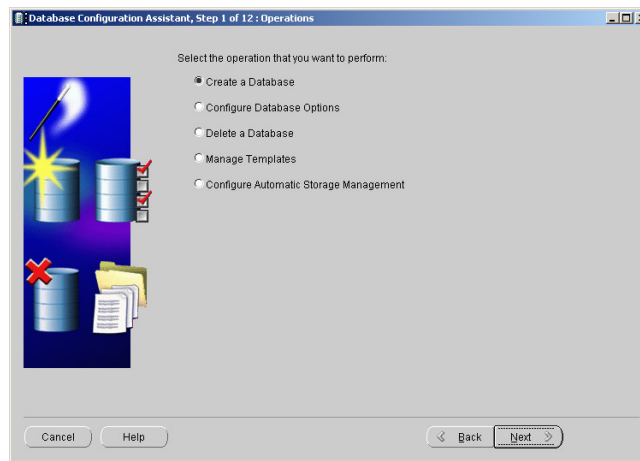 Database Configuration Assistant, Step 1 of 12 : Operations
Select the operation that you want to perform:
Create a Database
Configure Database Options
Delete a Database
Manage Templates
Configure Automatic Storage Management
Cancel
Help
Back
Next